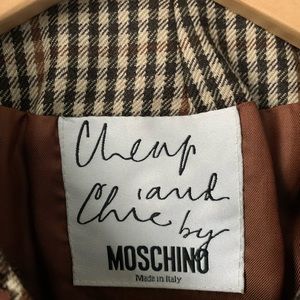 Cheap
and
Chic by
MOSCHINO
Made in Italy